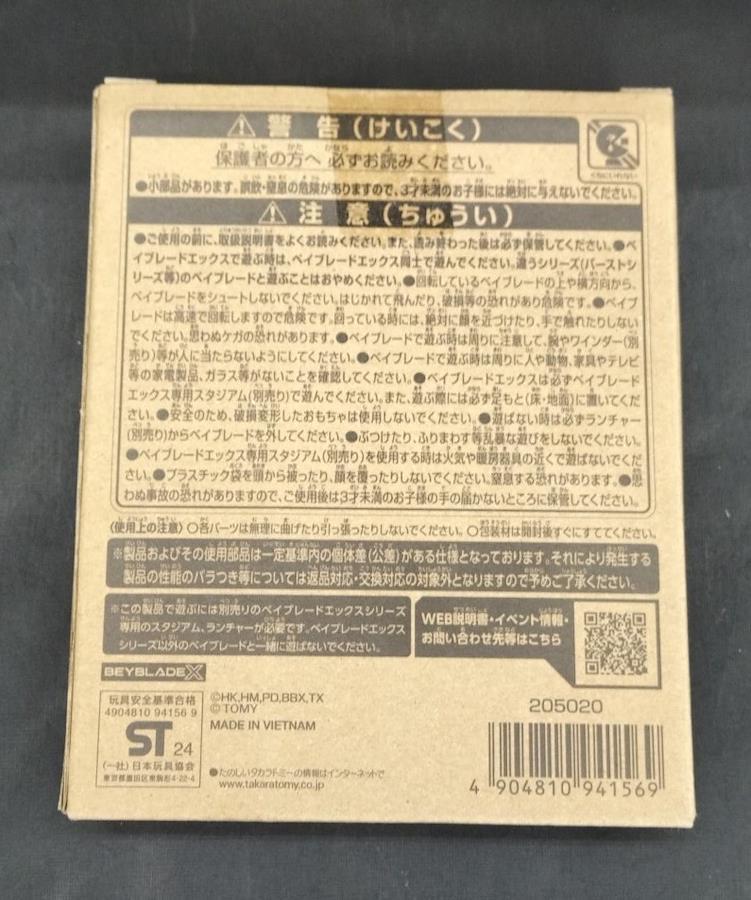 ⚠ 警告(けいこく)
くちにいれない
保護者の方へ 必ずお読みください。
●小部品があります。誤飲・窒息の危険がありますので、3才未満のお子様には絶対に与えないでください。
⚠ 注意(ちゅうい)
●ご使用の前に、取扱説明書をよくお読みください。また、読み終わった後は必ず保管してください。●ベ
イブレードエックスで遊ぶ時は、ベイブレードエックス同士で遊んでください。違うシリーズ(バーストシ
リーズ等)のベイブレードと遊ぶことはおやめください。●回転しているベイブレードの上や横方向から、
ベイブレードをシュートしないでください。はじかれて飛んだり、破損等の恐れがあり危険です。●ベイブ
レードは高速で回転しますので危険です。回っている時には、絶対に顔を近づけたり、手で触れたりしない
でください。思わぬケガの恐れがあります。●ベイブレードで遊ぶ時は周りに注意して、腕やワインダー(別
売り)等が人に当たらないようにしてください。●ベイブレードで遊ぶ時は周りに人や動物、家具やテレビ
等の家電製品、ガラス等がないことを確認してください。●ベイブレードエックスは必ずベイブレード
エックス専用スタジアム(別売り)で遊んでください。また、遊ぶ際には必ず足もと(床・地面)に置いてくだ
さい。●安全のため、破損変形したおもちゃは使用しないでください。●遊ばない時は必ずランチャー
(別売り)からベイブレードを外してください。●ぶつけたり、ふりまわす等乱暴な遊びをしないでください。
●ベイブレードエックス専用スタジアム(別売り)を使用する時は火気や暖房器具の近くで遊ばないでくだ
さい。●プラスチック袋を頭から被ったり、顔を覆ったりしないでください。窒息する恐れがあります。●思
わぬ事故の恐れがありますので、ご使用後は3才未満のお子様の手の届かないところに保管してください。
(使用上の注意)○各パーツは無理に曲げたり引っ張ったりしないでください。○包装材は開封後すぐにすててください。
※製品およびその使用部品は一定基準内の個体差(公差)がある仕様となっております。それにより発生する
製品の性能のバラつき等については返品対応・交換対応の対象外となりますので予めご了承ください。
※この製品で遊ぶには別売りのベイブレードエックスシリーズ
専用のスタジアム、ランチャーが必要です。ベイブレードエックス
シリーズ以外のベイブレードと一緒に遊ばないでください。
WEB説明書・イベント情報・
お問い合わせ先等はこちら
BEYBLADE X
玩具安全基準合格
4904810 94156 9
ST 24
(一社)日本玩具協会
東京都墨田区東駒形4-22-4
©HK,HM,PD,BBX,TX
© TOMY
MADE IN VIETNAM
●たのしいタカラトミーの情報はインターネットで
www.takaratomy.co.jp
205020
4 904810 941569